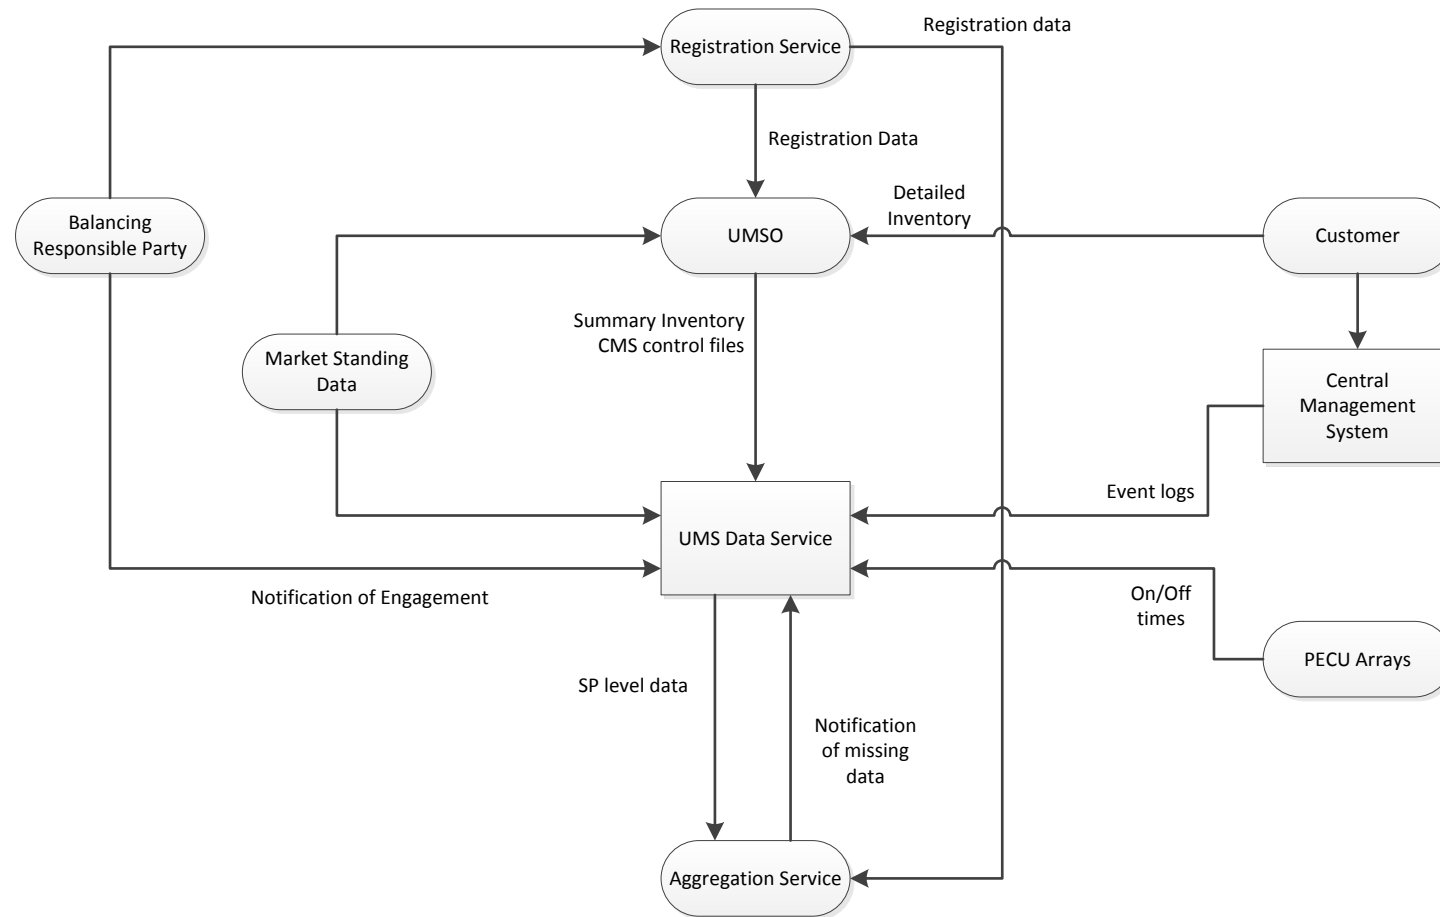 Registration data
Registration Service
Registration Data
Detailed
Inventory
Balancing
Responsible Party
UMSO
Customer
Summary Inventory
CMS control files
Market Standing
Data
Central
Management
System
Event logs
UMS Data Service
Notification of Engagement
On/Off
times
PECU Arrays
SP level data
Notification
of missing
data
Aggregation Service